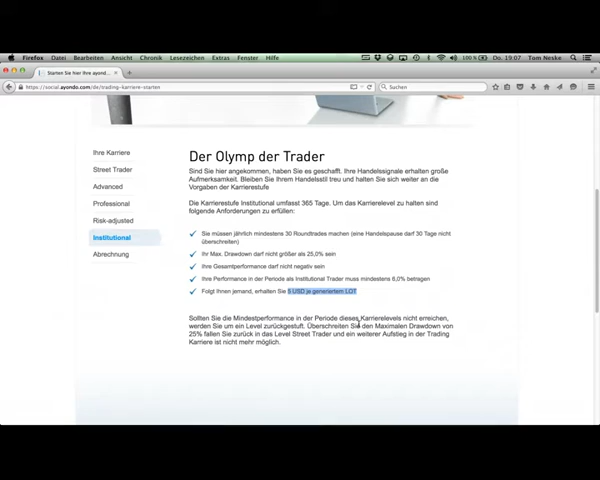 Firefox Datei Bearbeiten Ansicht Chronik Lesezeichen Extras Fenster Hilfe 100 % Do. 19:07 Tom Neske
Starten Sie hier Ihre ayond...
https://social.ayondo.com/de/trading-karriere-starten Suchen
Ihre Karriere
Street Trader
Advanced
Professional
Risk-adjusted
Institutional
Abrechnung
Der Olymp der Trader
Sind Sie hier angekommen, haben Sie es geschafft. Ihre Handelssignale erhalten große
Aufmerksamkeit. Bleiben Sie Ihrem Handelsstil treu und halten Sie sich weiter an die
Vorgaben der Karrierestufe
Die Karrierestufe Institutional umfasst 365 Tage. Um das Karrierelevel zu halten sind
folgende Anforderungen zu erfüllen:
Sie müssen jährlich mindestens 30 Roundtrades machen (eine Handelspause darf 30 Tage nicht
überschreiten)
Ihr Max. Drawdown darf nicht größer als 25,0% sein
Ihre Gesamtperformance darf nicht negativ sein
Ihre Performance in der Periode als Institutional Trader muss mindestens 8,0% betragen
Folgt Ihnen jemand, erhalten Sie 5 USD je generiertem LOT
Sollten Sie die Mindestperformance in der Periode dieses Karrierelevels nicht erreichen,
werden Sie um ein Level zurückgestuft. Überschreiten Sie den Maximalen Drawdown von
25% fallen Sie zurück in das Level Street Trader und ein weiterer Aufstieg in der Trading
Karriere ist nicht mehr möglich.